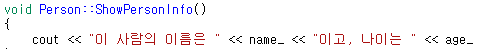 void Person::ShowPersonInfo()
{
cout << "이 사람의 이름은 " << name_ << "이고, 나이는 " << age_